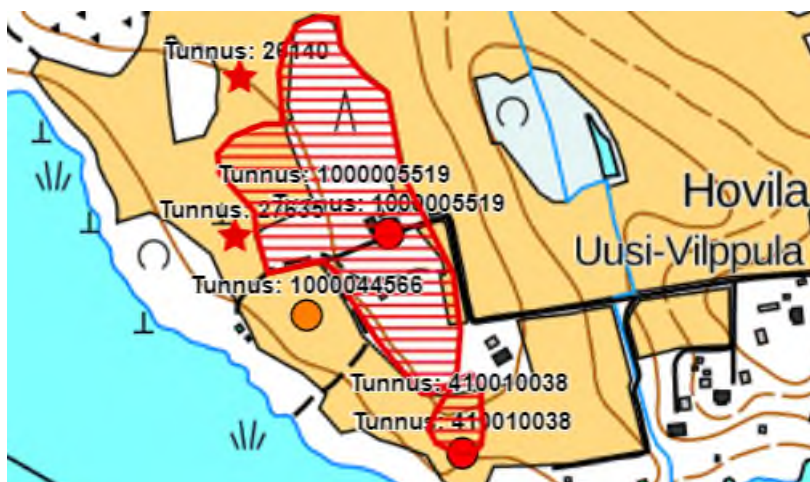 Tunnus: 26140
Tunnus: 1000005519
Hovila
Tunnus: 27635
Tunnus: 1000005519
Uusi-Vilppula
Tunnus: 1000044566
Tunnus: 410010038
Tunnus: 410010038